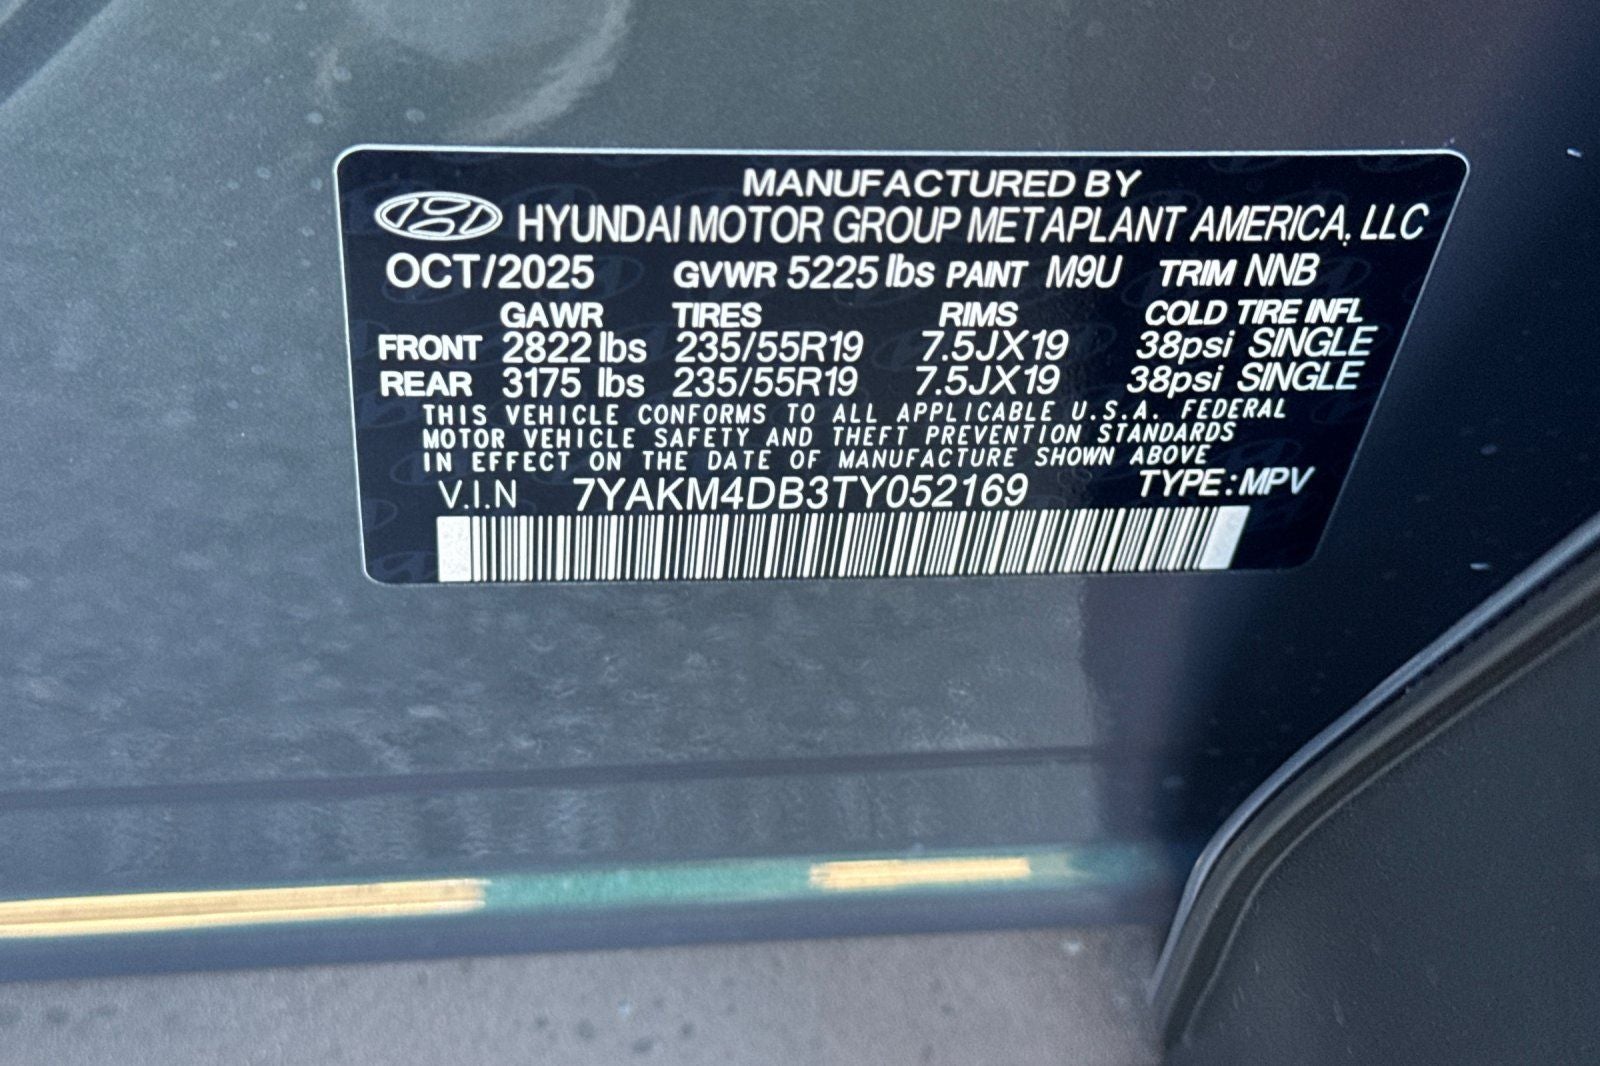 MANUFACTURED BY
HYUNDAI MOTOR GROUP METAPLANT AMERICA, LLC
OCT/2025 GVWR 5225 lbs PAINT M9U TRIM NNB
GAWR TIRES RIMS COLD TIRE INFL
FRONT 2822 lbs 235/55R19 7.5JX19 38psi SINGLE
REAR 3175 lbs 235/55R19 7.5JX19 38psi SINGLE
THIS VEHICLE CONFORMS TO ALL APPLICABLE U.S.A. FEDERAL
MOTOR VEHICLE SAFETY AND THEFT PREVENTION STANDARDS
IN EFFECT ON THE DATE OF MANUFACTURE SHOWN ABOVE
V.I.N 7YAKM4DB3TY052169 TYPE:MPV